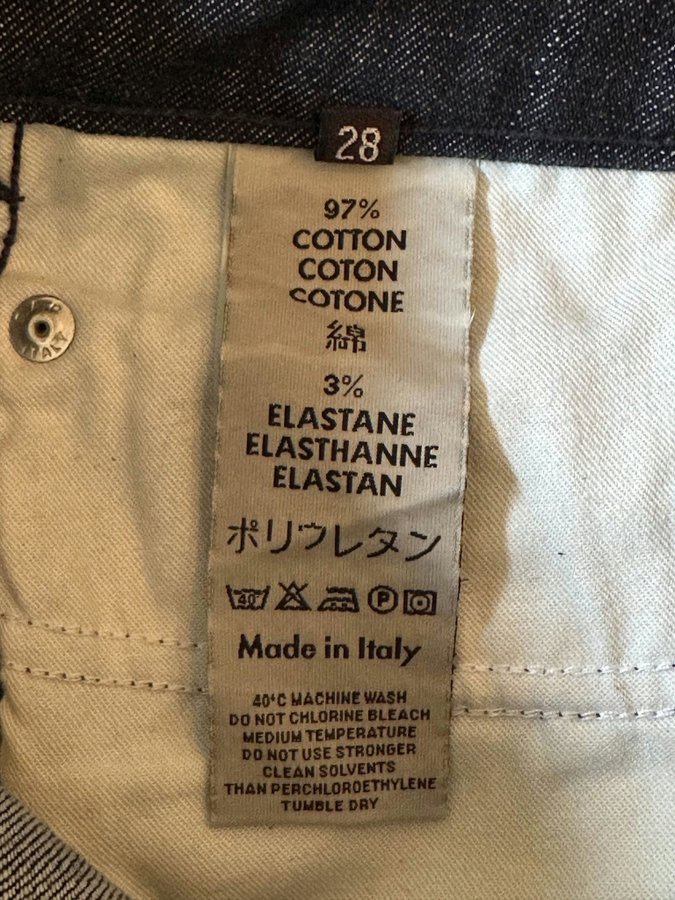 28
97%
COTTON
COTON
COTONE
綿
3%
ELASTANE
ELASTHANNE
ELASTAN
ポリウレタン
40°
P
Made in Italy
40°C MACHINE WASH
DO NOT CHLORINE BLEACH
MEDIUM TEMPERATURE
DO NOT USE STRONGER
CLEAN SOLVENTS
THAN PERCHLOROETHYLENE
TUMBLE DRY
ITALY